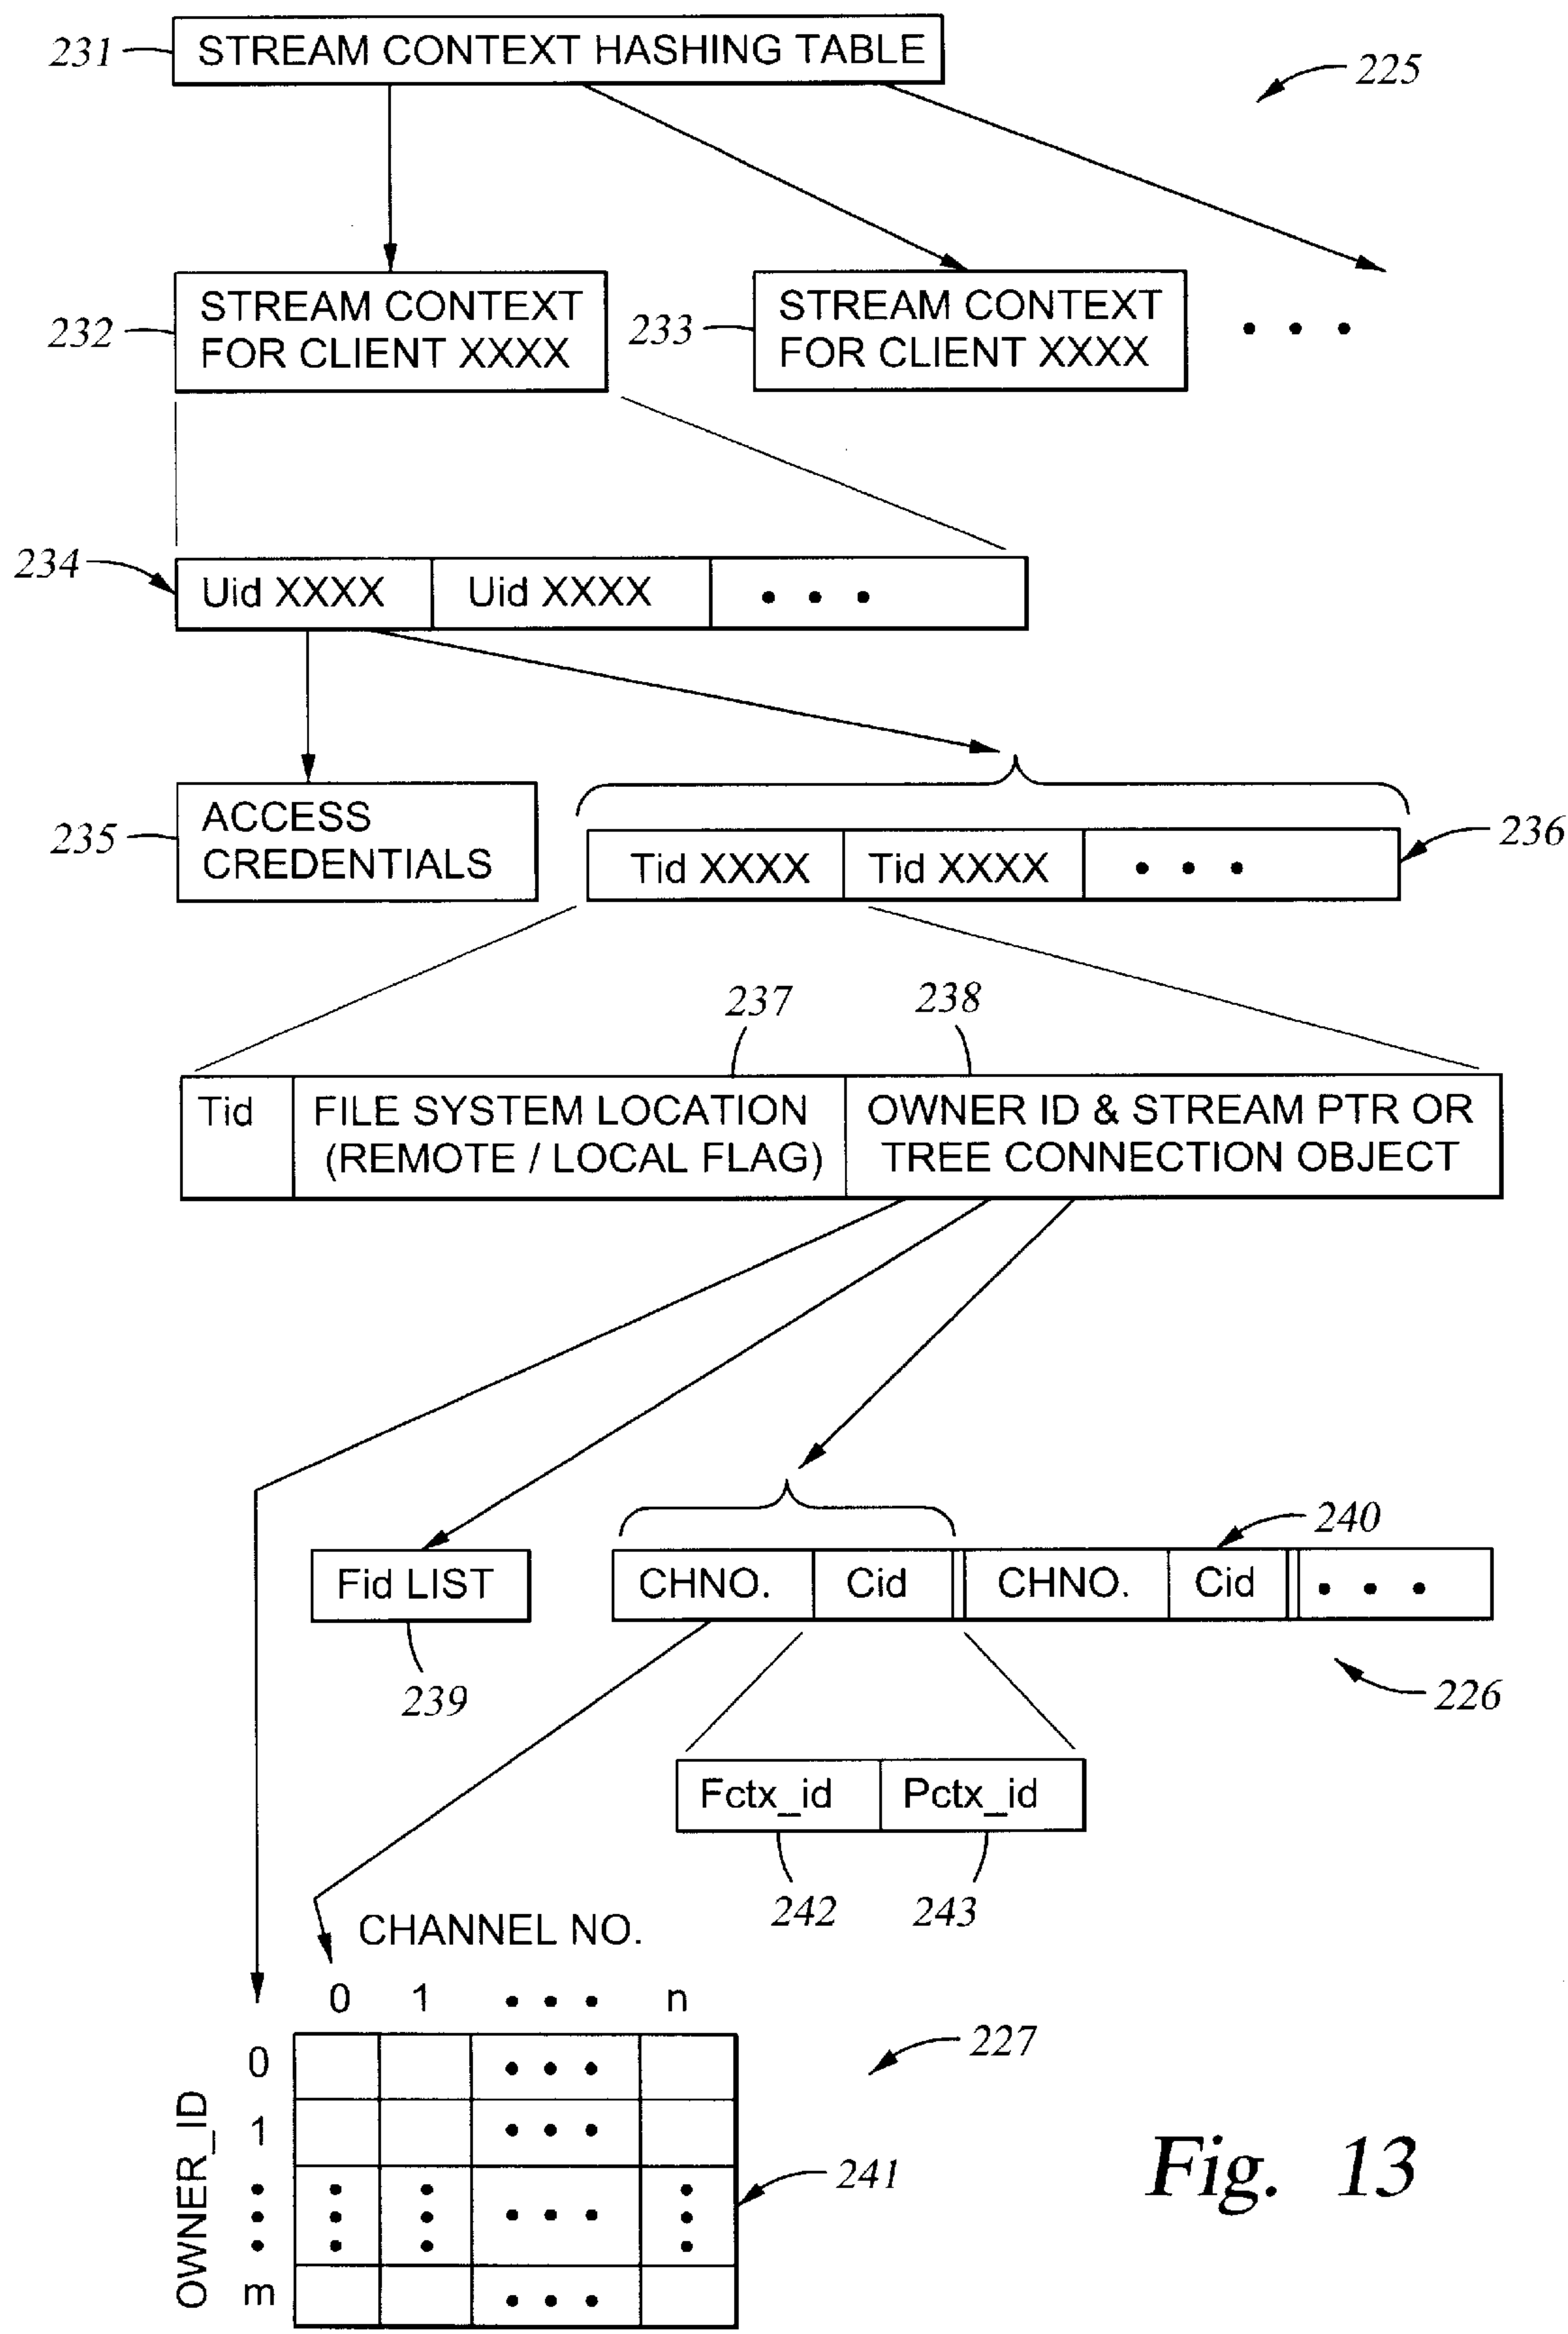 231 STREAM CONTEXT HASHING TABLE
225
232 STREAM CONTEXT
FOR CLIENT XXXX
233 STREAM CONTEXT
FOR CLIENT XXXX
• • •
234
Uid XXXX Uid XXXX • • •
235 ACCESS
CREDENTIALS
Tid XXXX Tid XXXX • • •
236
237 238
Tid
FILE SYSTEM LOCATION
(REMOTE / LOCAL FLAG)
OWNER ID & STREAM PTR OR
TREE CONNECTION OBJECT
240
Fid LIST
CHNO. Cid CHNO. Cid • • •
239
226
Fctx_id Pctx_id
242 243
CHANNEL NO.
0 1 • • • n
227
OWNER_ID
0 • • •
1 • • •
• • •
241
m • • •
Fig. 13